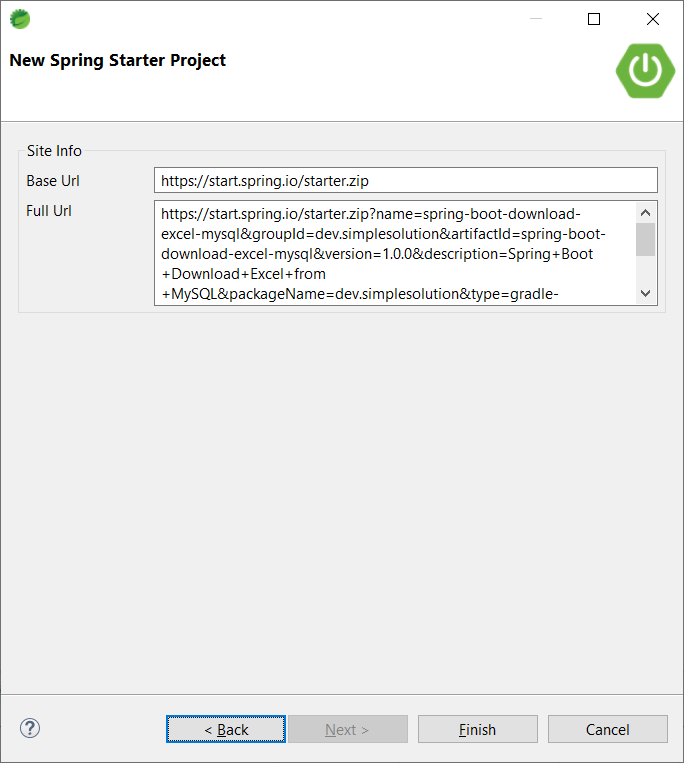 New Spring Starter Project
Site Info
Base Url
https://start.spring.io/starter.zip
Full Url
https://start.spring.io/starter.zip?name=spring-boot-download-
excel-mysql&groupId=dev.simplesolution&artifactId=spring-boot-
download-excel-mysql&version=1.0.0&description=Spring+Boot
+Download+Excel+from
+MySQL&packageName=dev.simplesolution&type=gradle-
< Back
Next >
Finish
Cancel